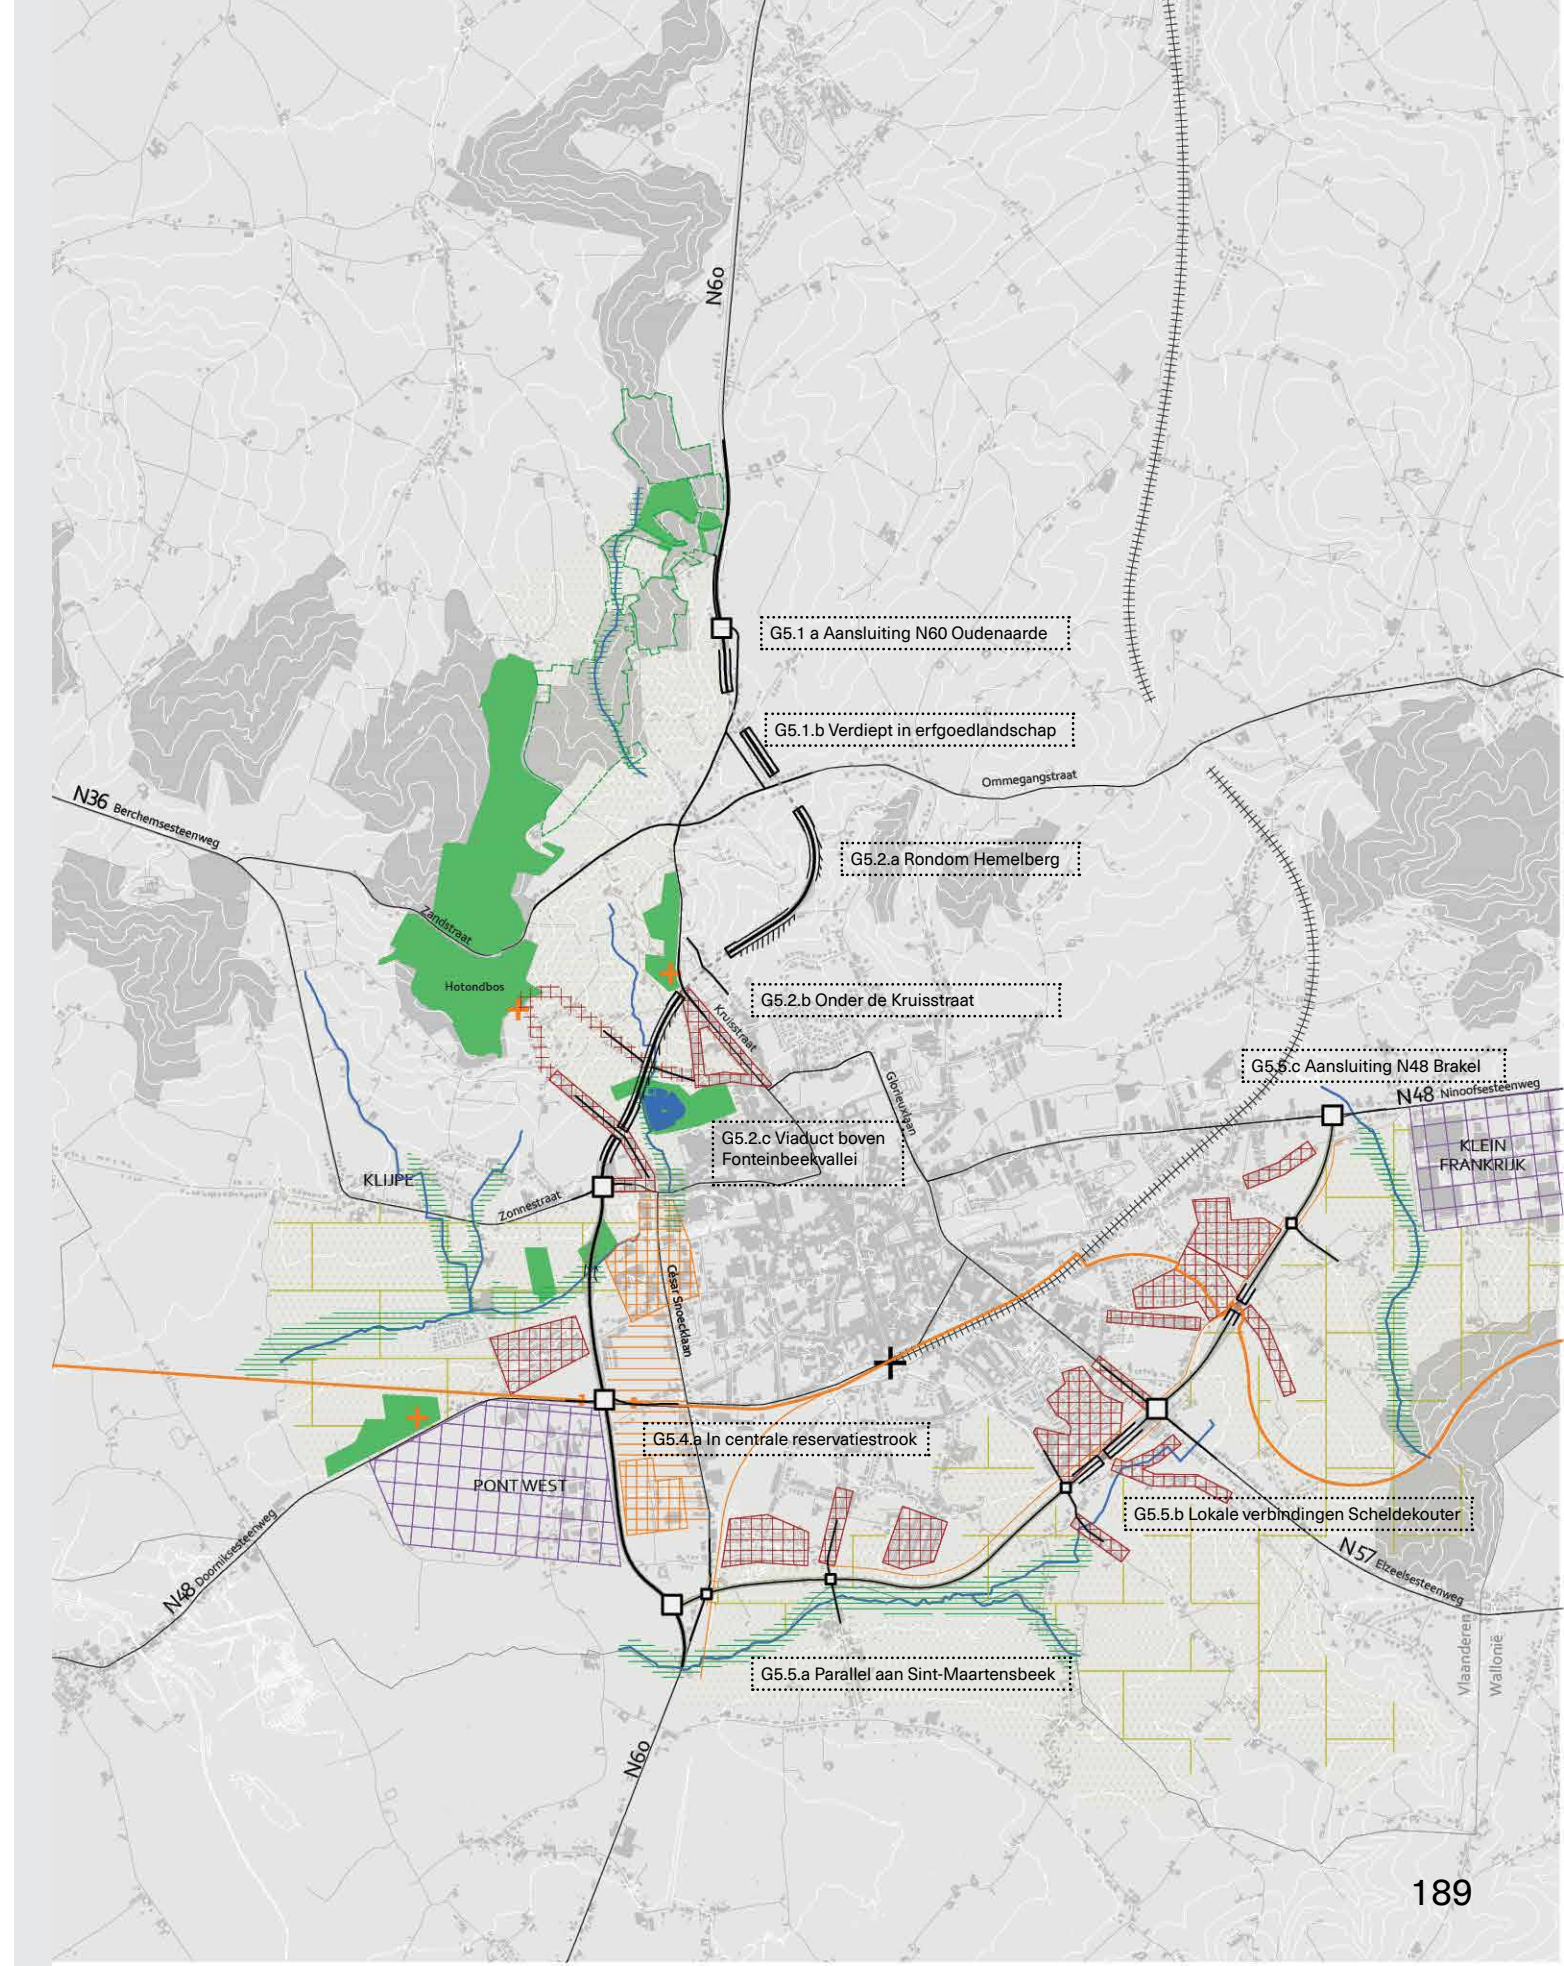 N60
G5.1 a Aansluiting N60 Oudenaarde
G5.1.b Verdiept in erfgoedlandschap
Ommegangstraat
N36 Berchemsesteenweg
G5.2.a Rondom Hemelberg
Zandstraat
Hotondbos
G5.2.b Onder de Kruisstraat
Kruisstraat
Glorieuxlaan
G5.5.c Aansluiting N48 Brakel
N48 Ninoofsesteenweg
G5.2.c Viaduct boven
Fonteinbeekvallei
KLEIN
FRANKRIJK
KLIJPE
Zonnestraat
César Snoecklaan
G5.4.a In centrale reservatiestrook
PONT WEST
G5.5.b Lokale verbindingen Scheldekouter
N48 Doorniksesteenweg
N57 Elzeelsesteenweg
Vlaanderen
Wallonië
G5.5.a Parallel aan Sint-Maartensbeek
N60
189